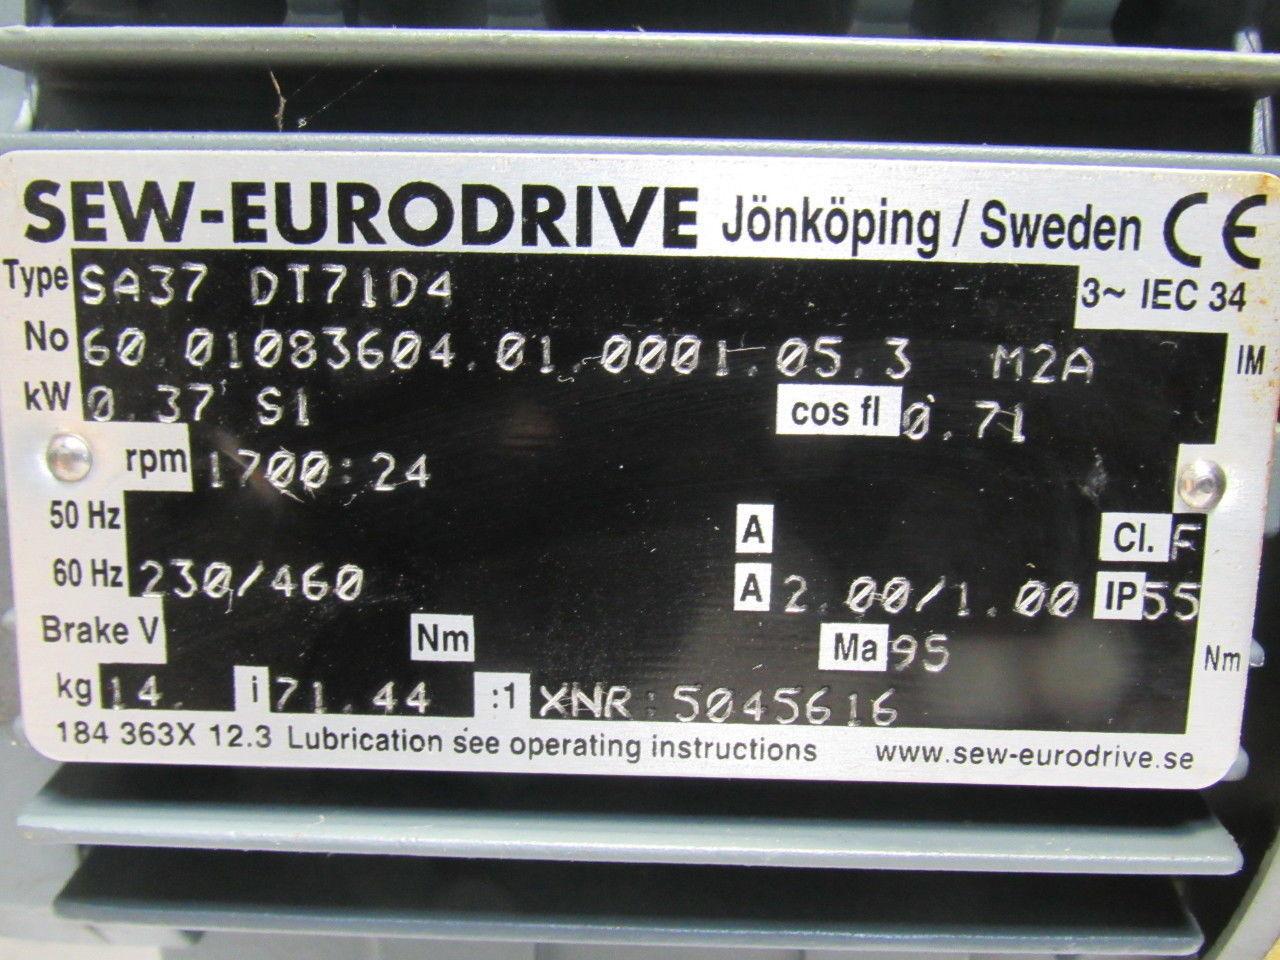 SEW-EURODRIVE Jönköping / Sweden CE
Type SA37 DT71D4 3~ IEC 34
No 60.01083604.01.0001.05.3 M2A IM
kW 0.37 S1 cos fl 0.71
rpm 1700:24
50 Hz A Cl. F
60 Hz 230/460 A 2.00/1.00 IP 55
Brake V Nm Ma 95 Nm
kg 14. i 71.44 :1 XNR:5045616
184 363X 12.3 Lubrication see operating instructions www.sew-eurodrive.se